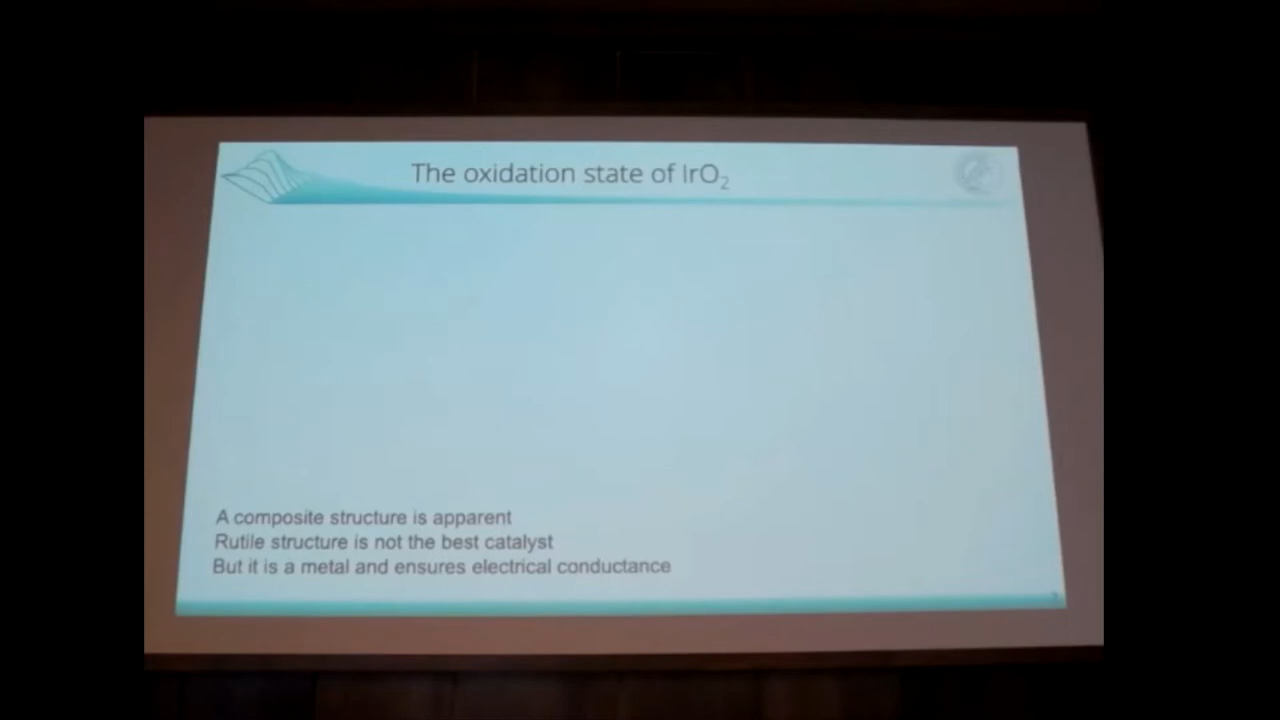 The oxidation state of IrO₂
A composite structure is apparent
Rutile structure is not the best catalyst
But it is a metal and ensures electrical conductance